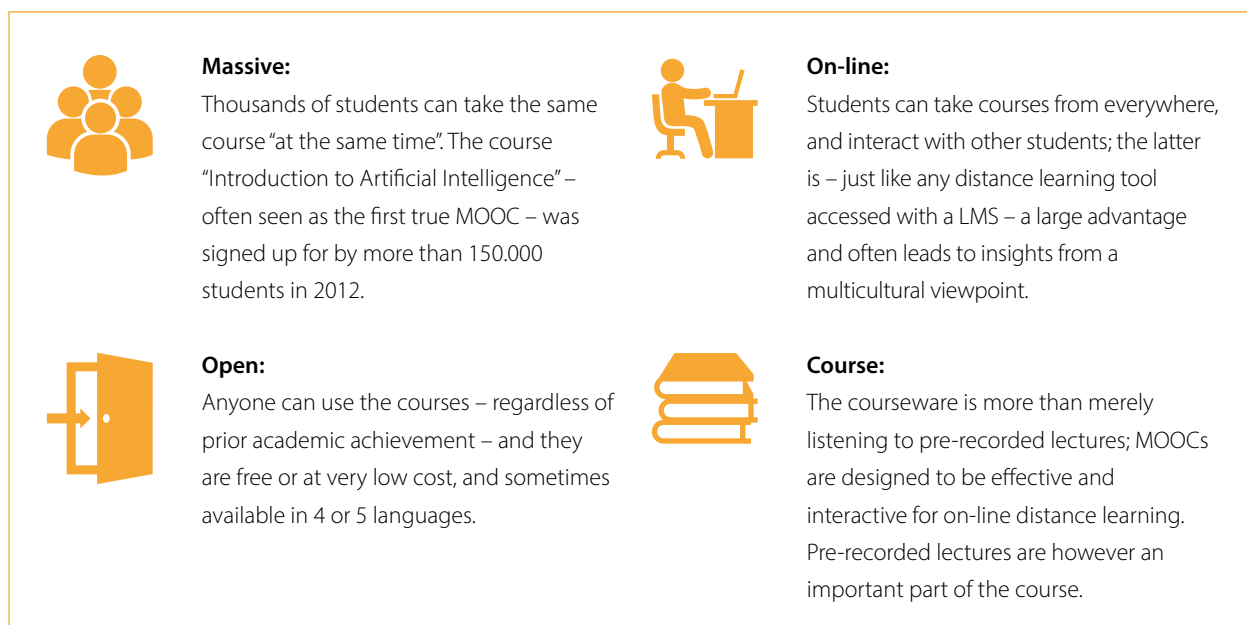 Massive:
Thousands of students can take the same
course “at the same time”. The course
“Introduction to Artificial Intelligence” –
often seen as the first true MOOC – was
signed up for by more than 150.000
students in 2012.
Open:
Anyone can use the courses – regardless of
prior academic achievement – and they
are free or at very low cost, and sometimes
available in 4 or 5 languages.
On-line:
Students can take courses from everywhere,
and interact with other students; the latter
is – just like any distance learning tool
accessed with a LMS – a large advantage
and often leads to insights from a
multicultural viewpoint.
Course:
The courseware is more than merely
listening to pre-recorded lectures; MOOCs
are designed to be effective and
interactive for on-line distance learning.
Pre-recorded lectures are however an
important part of the course.